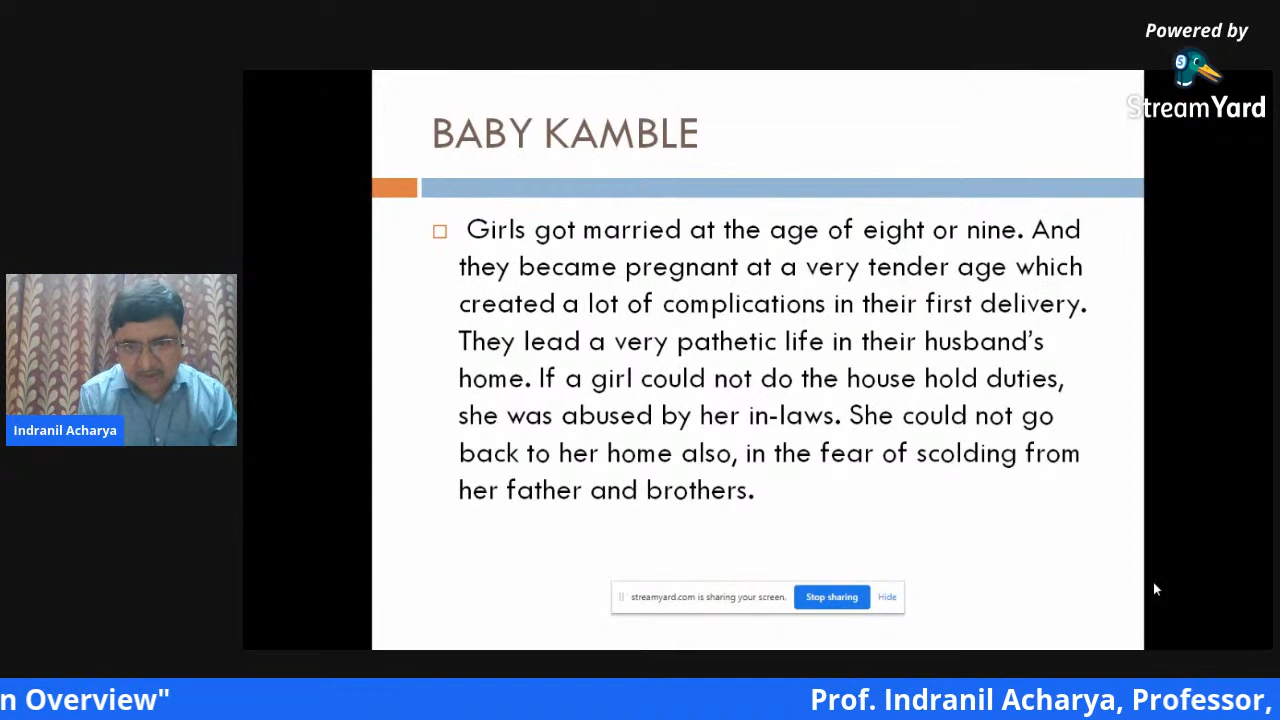 Powered by
StreamYard
BABY KAMBLE
Girls got married at the age of eight or nine. And
they became pregnant at a very tender age which
created a lot of complications in their first delivery.
They lead a very pathetic life in their husband's
home. If a girl could not do the house hold duties,
she was abused by her in-laws. She could not go
back to her home also, in the fear of scolding from
her father and brothers.
Indranil Acharya
streamyard.com is sharing your screen. Stop sharing Hide
n Overview" Prof. Indranil Acharya, Professor,